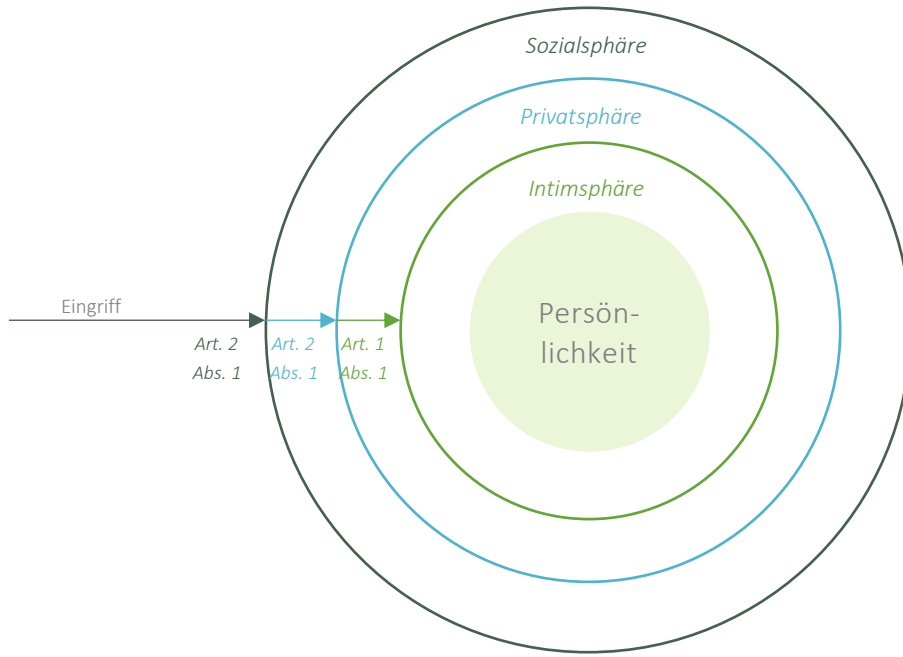 Sozialsphäre
Privatsphäre
Intimsphäre
Persön-
lichkeit
Eingriff
Art. 2
Abs. 1
Art. 2
Abs. 1
Art. 1
Abs. 1